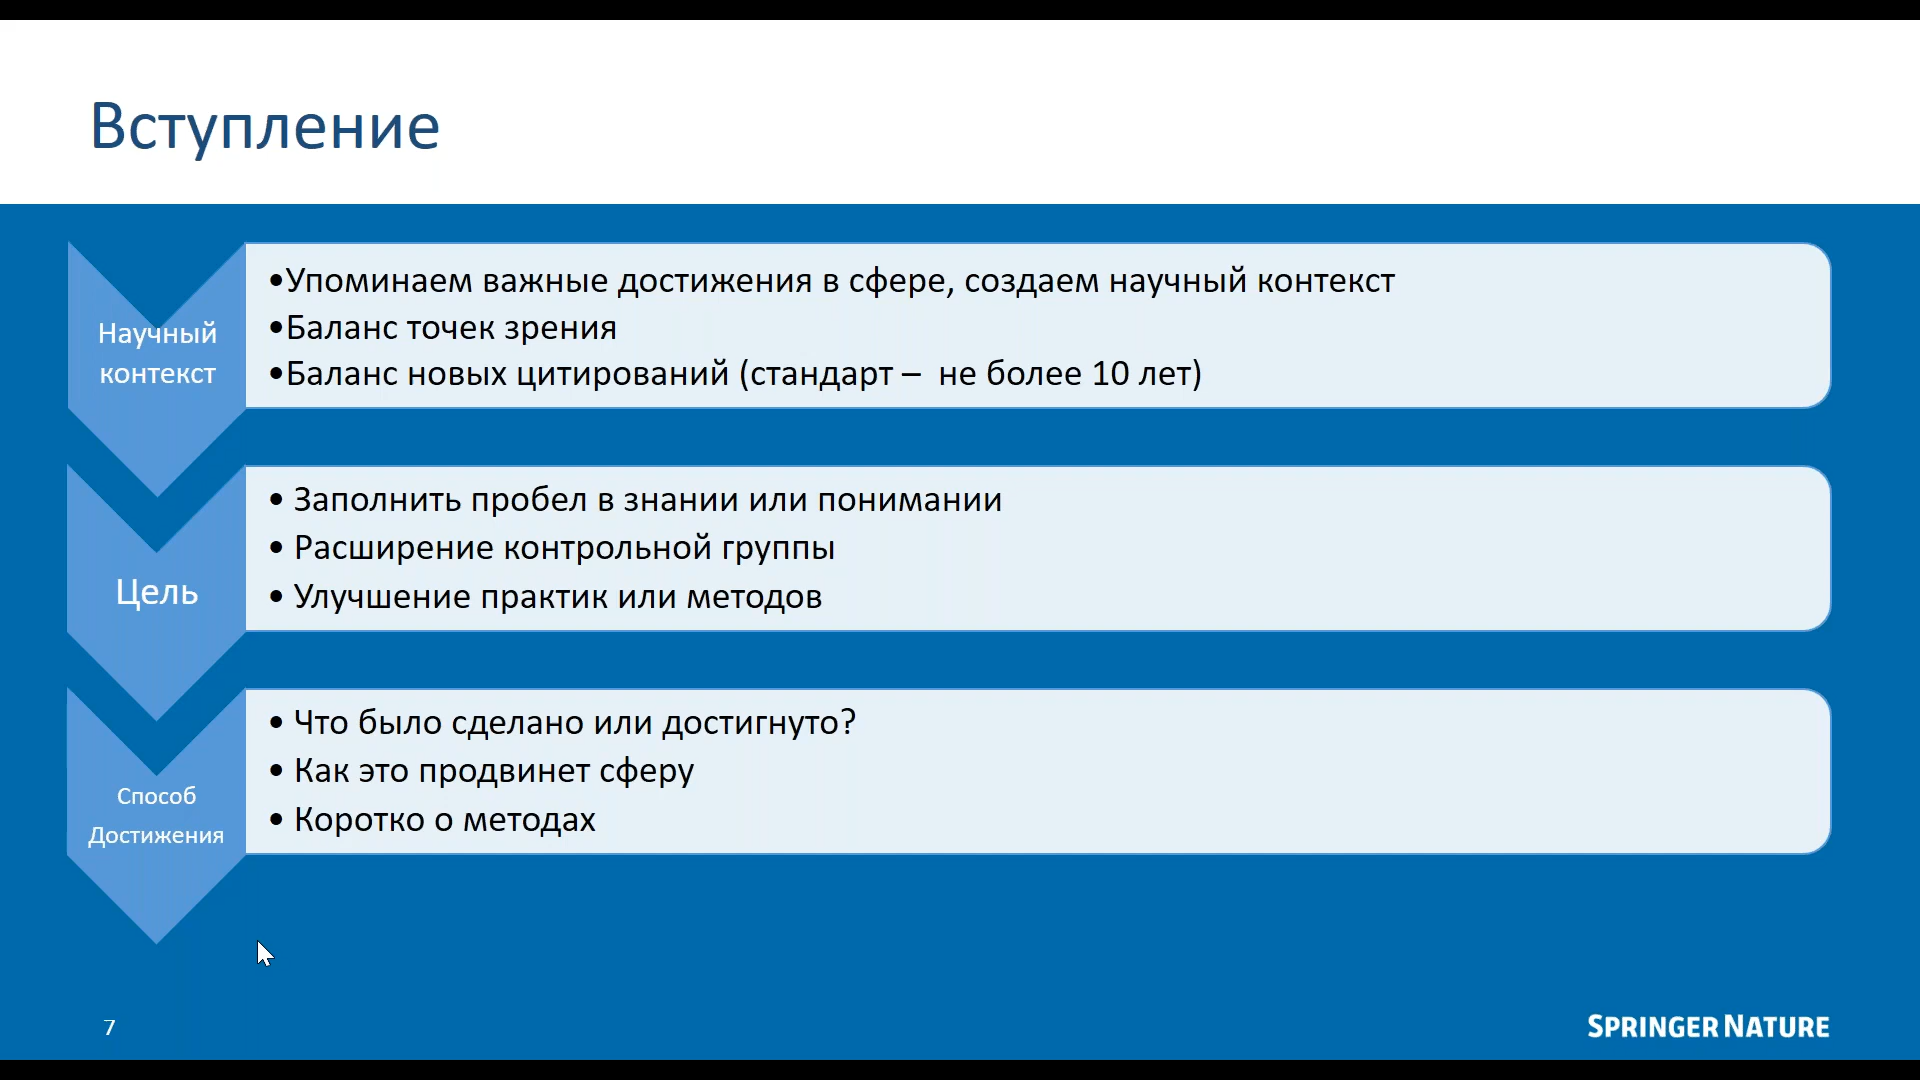 Вступление
Научный
контекст
•Упоминаем важные достижения в сфере, создаем научный контекст
•Баланс точек зрения
•Баланс новых цитирований (стандарт –  не более 10 лет)
Цель
• Заполнить пробел в знании или понимании
• Расширение контрольной группы
• Улучшение практик или методов
Способ
Достижения
• Что было сделано или достигнуто?
• Как это продвинет сферу
• Коротко о методах
7
SPRINGER NATURE